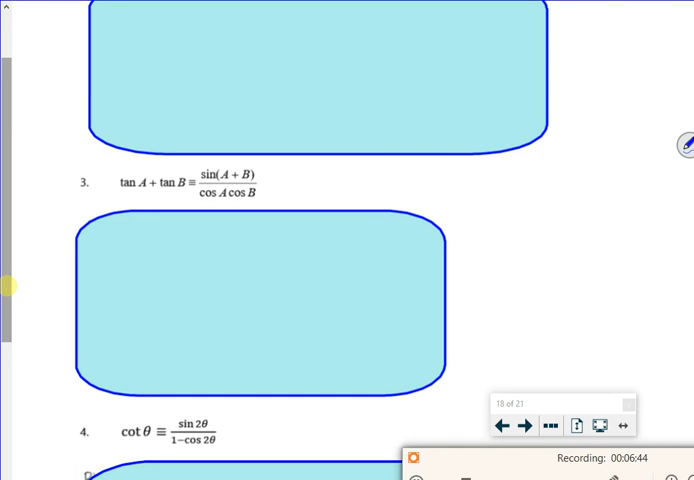 3. tan A + tan B ≡ sin(A + B) / cos A cos B
18 of 21
4. cot θ ≡ sin 2θ / 1−cos 2θ
Recording: 00:06:44